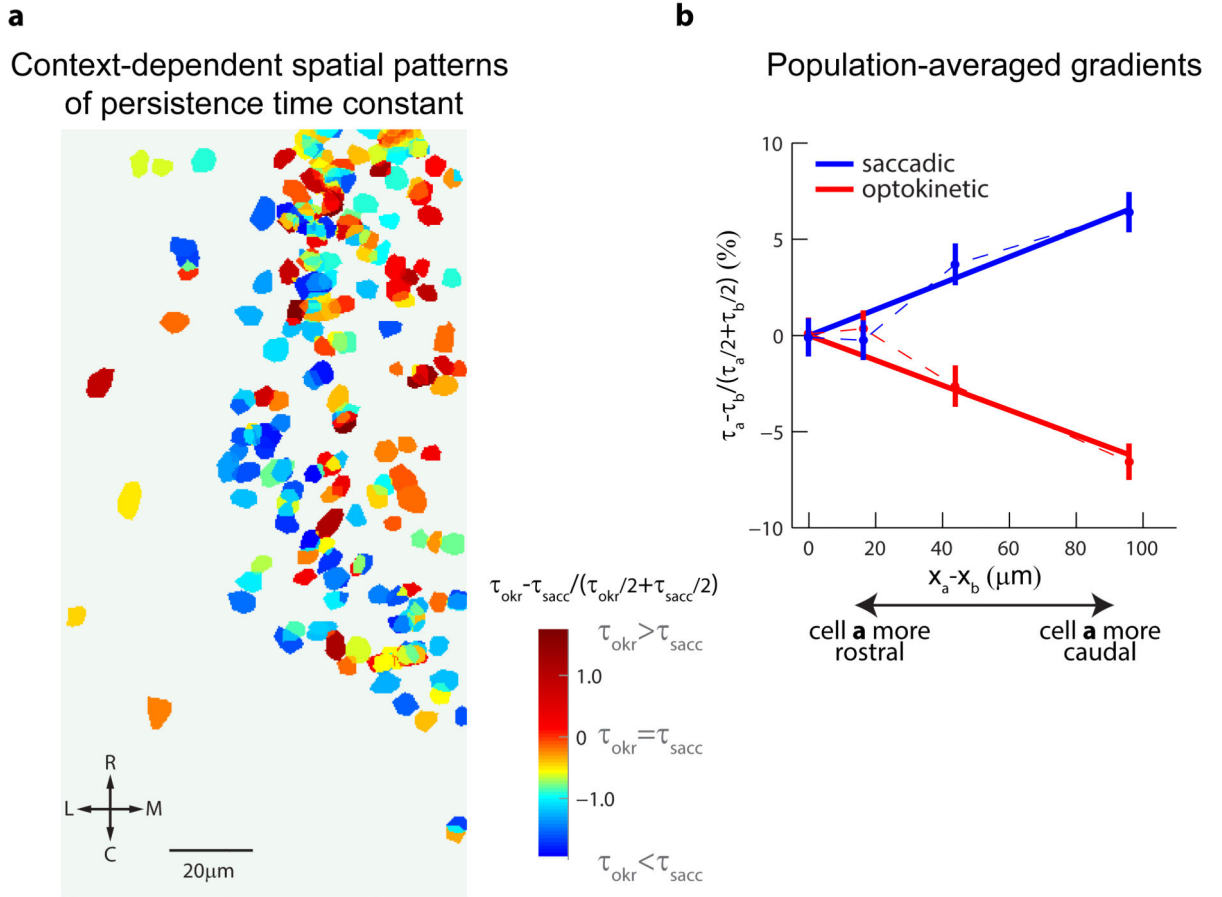 a
Context-dependent spatial patterns
of persistence time constant
R
L
M
C
20μm
τokr-τsacc/(τokr/2+τsacc/2)
τokr>τsacc
1.0
0
τokr=τsacc
−1.0
τokr<τsacc
b
Population-averaged gradients
10
5
0
−5
−10
τa-τb/(τa/2+τb/2) (%)
saccadic
optokinetic
0
20
40
60
80
100
xa-xb (μm)
cell a more
rostral
cell a more
caudal